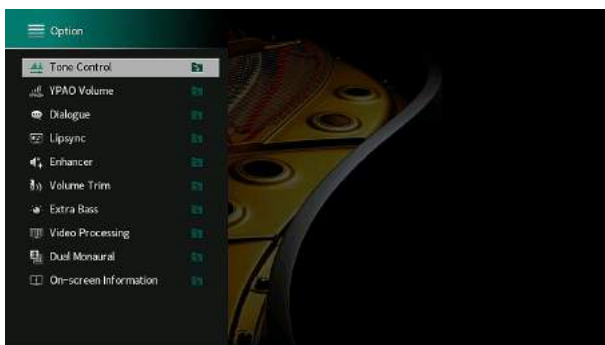 Option
Tone Control
YPAO Volume
Dialogue
Lipsync
Enhancer
Volume Trim
Extra Bass
Video Processing
Dual Monaural
On-screen Information